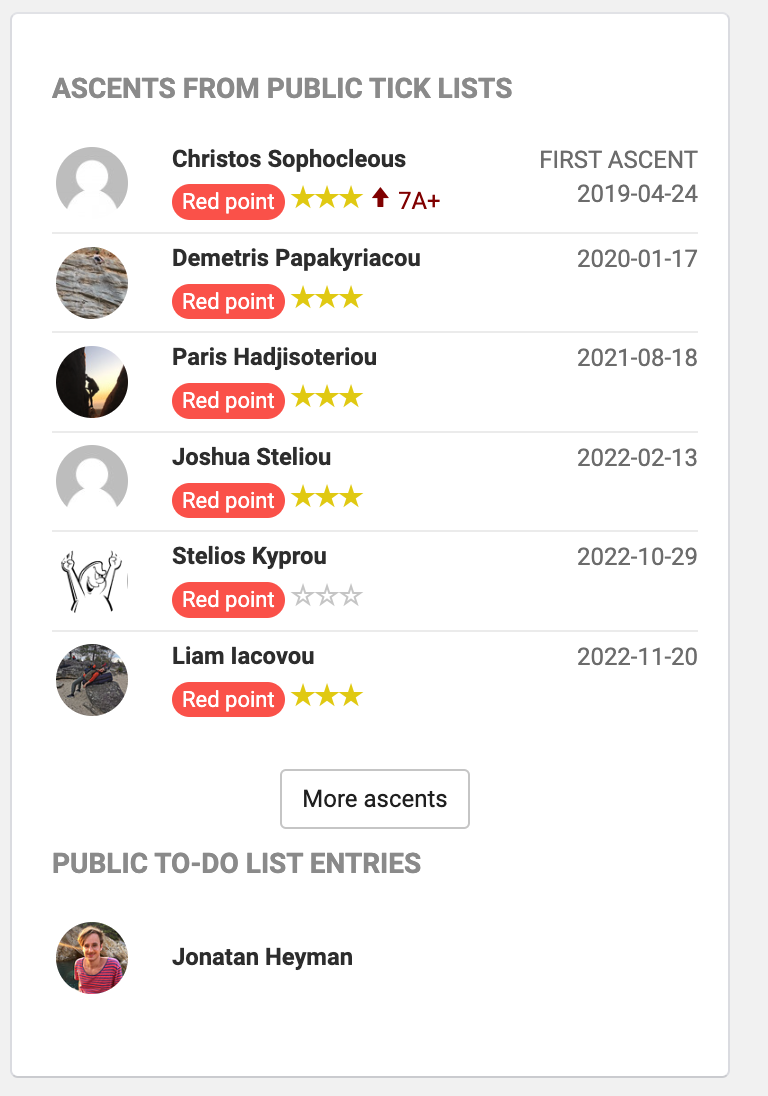 ASCENTS FROM PUBLIC TICK LISTS
Christos Sophocleous FIRST ASCENT
Red point ★★★ 7A+ 2019-04-24
Demetris Papakyriacou 2020-01-17
Red point ★★★
Paris Hadjisoteriou 2021-08-18
Red point ★★★
Joshua Steliou 2022-02-13
Red point ★★★
Stelios Kyprou 2022-10-29
Red point ☆☆☆
Liam Iacovou 2022-11-20
Red point ★★★
More ascents
PUBLIC TO-DO LIST ENTRIES
Jonatan Heyman